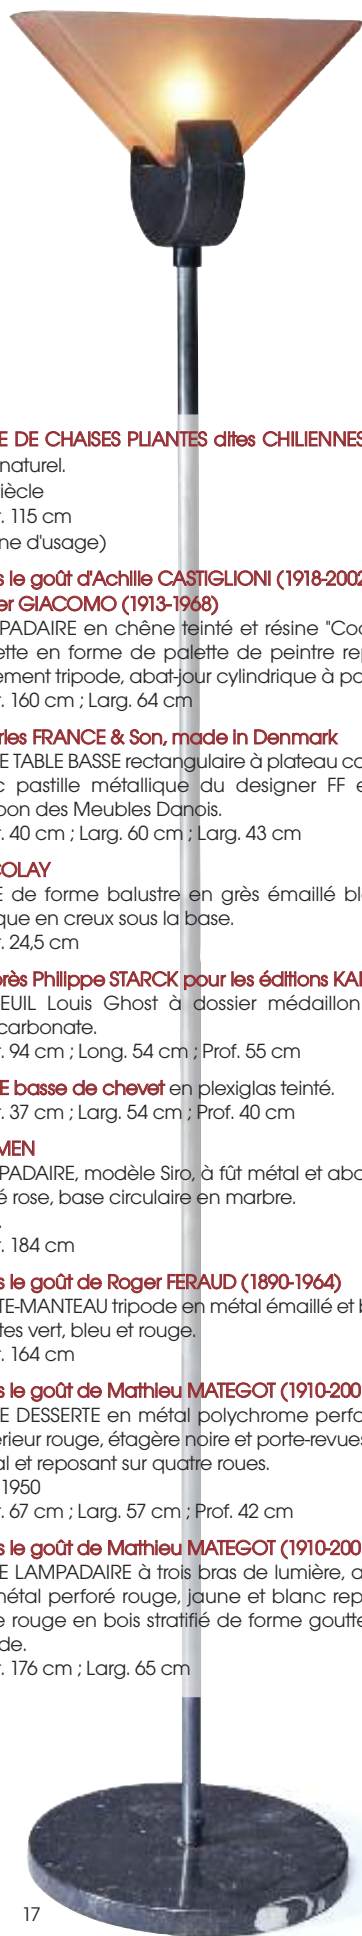 E DE CHAISES PLIANTES dites CHILIENNES
naturel.
iècle
. 115 cm
ne d'usage)
s le goût d'Achille CASTIGLIONI (1918-2002
er GIACOMO (1913-1968)
PADAIRE en chêne teinté et résine "Coc
ette en forme de palette de peintre rep
ement tripode, abat-jour cylindrique à pa
. 160 cm ; Larg. 64 cm
rles FRANCE & Son, made in Denmark
E TABLE BASSE rectangulaire à plateau ca
c pastille métallique du designer FF e
pon des Meubles Danois.
. 40 cm ; Larg. 60 cm ; Larg. 43 cm
COLAY
E de forme balustre en grès émaillé ble
que en creux sous la base.
. 24,5 cm
près Philippe STARCK pour les éditions KAR
EUIL Louis Ghost à dossier médaillon
carbonate.
. 94 cm ; Long. 54 cm ; Prof. 55 cm
E basse de chevet en plexiglas teinté.
. 37 cm ; Larg. 54 cm ; Prof. 40 cm
MEN
PADAIRE, modèle Siro, à fût métal et aba
é rose, base circulaire en marbre.
. 184 cm
s le goût de Roger FERAUD (1890-1964)
TE-MANTEAU tripode en métal émaillé et b
tes vert, bleu et rouge.
. 164 cm
s le goût de Mathieu MATEGOT (1910-200
E DESSERTE en métal polychrome perfo
érieur rouge, étagère noire et porte-revues
al et reposant sur quatre roues.
1950
. 67 cm ; Larg. 57 cm ; Prof. 42 cm
s le goût de Mathieu MATEGOT (1910-200
E LAMPADAIRE à trois bras de lumière, a
métal perforé rouge, jaune et blanc rep
e rouge en bois stratifié de forme goutte
de.
. 176 cm ; Larg. 65 cm
17